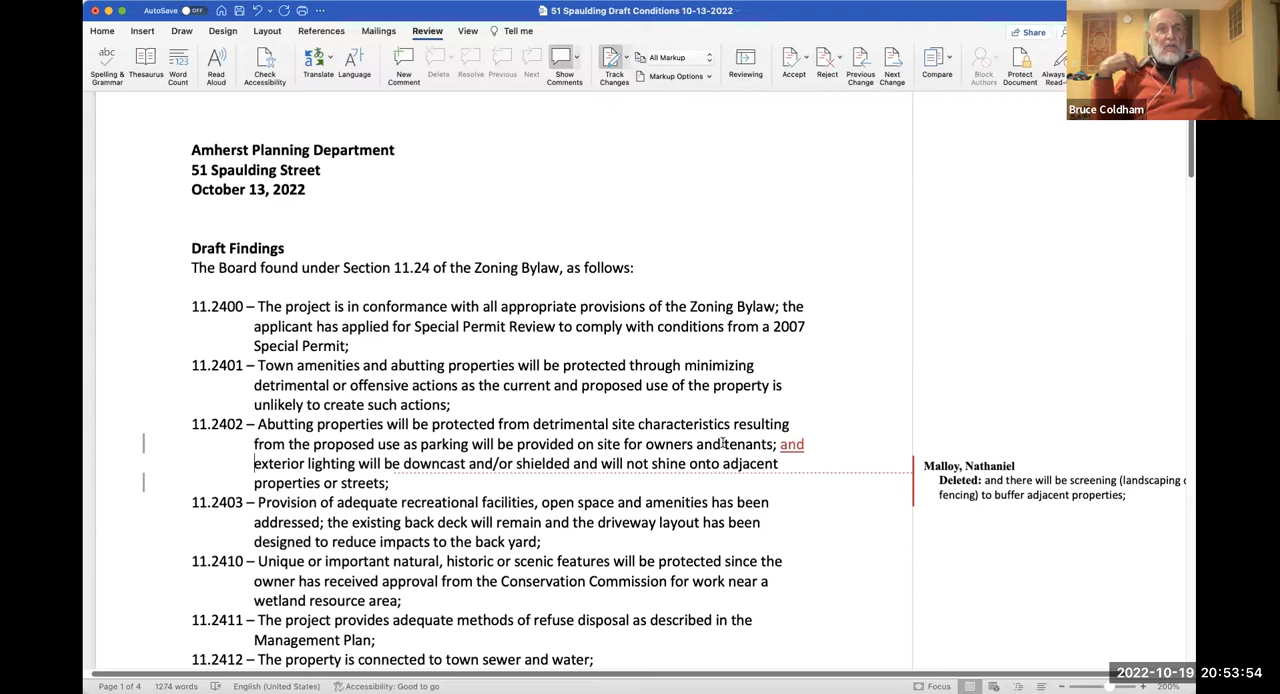 AutoSave OFF
51 Spaulding Draft Conditions 10-13-2022
Home Insert Draw Design Layout References Mailings Review View Tell me
Share
Spelling & Grammar
Thesaurus
Word Count
Read Aloud
Check Accessibility
Translate
Language
New Comment
Delete
Resolve
Previous
Next
Show Comments
Track Changes
All Markup
Markup Options
Reviewing
Accept
Reject
Previous Change
Next Change
Compare
Block Authors
Protect Document
Always
Read-
Bruce Coldham
Amherst Planning Department
51 Spaulding Street
October 13, 2022
Draft Findings
The Board found under Section 11.24 of the Zoning Bylaw, as follows:
11.2400 – The project is in conformance with all appropriate provisions of the Zoning Bylaw; the
applicant has applied for Special Permit Review to comply with conditions from a 2007
Special Permit;
11.2401 – Town amenities and abutting properties will be protected through minimizing
detrimental or offensive actions as the current and proposed use of the property is
unlikely to create such actions;
11.2402 – Abutting properties will be protected from detrimental site characteristics resulting
from the proposed use as parking will be provided on site for owners and tenants; and
exterior lighting will be downcast and/or shielded and will not shine onto adjacent
properties or streets;
Malloy, Nathaniel
Deleted: and there will be screening (landscaping
fencing) to buffer adjacent properties;
11.2403 – Provision of adequate recreational facilities, open space and amenities has been
addressed; the existing back deck will remain and the driveway layout has been
designed to reduce impacts to the back yard;
11.2410 – Unique or important natural, historic or scenic features will be protected since the
owner has received approval from the Conservation Commission for work near a
wetland resource area;
11.2411 – The project provides adequate methods of refuse disposal as described in the
Management Plan;
11.2412 – The property is connected to town sewer and water;
Page 1 of 4 1274 words English (United States) Accessibility: Good to go Focus 200%
2022-10-19 20:53:54